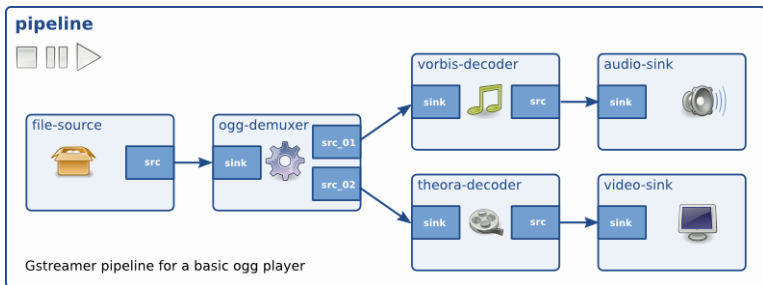 pipeline
file-source
src
ogg-demuxer
sink
src_01
src_02
vorbis-decoder
sink
src
audio-sink
sink
theora-decoder
sink
src
video-sink
sink
Gstreamer pipeline for a basic ogg player